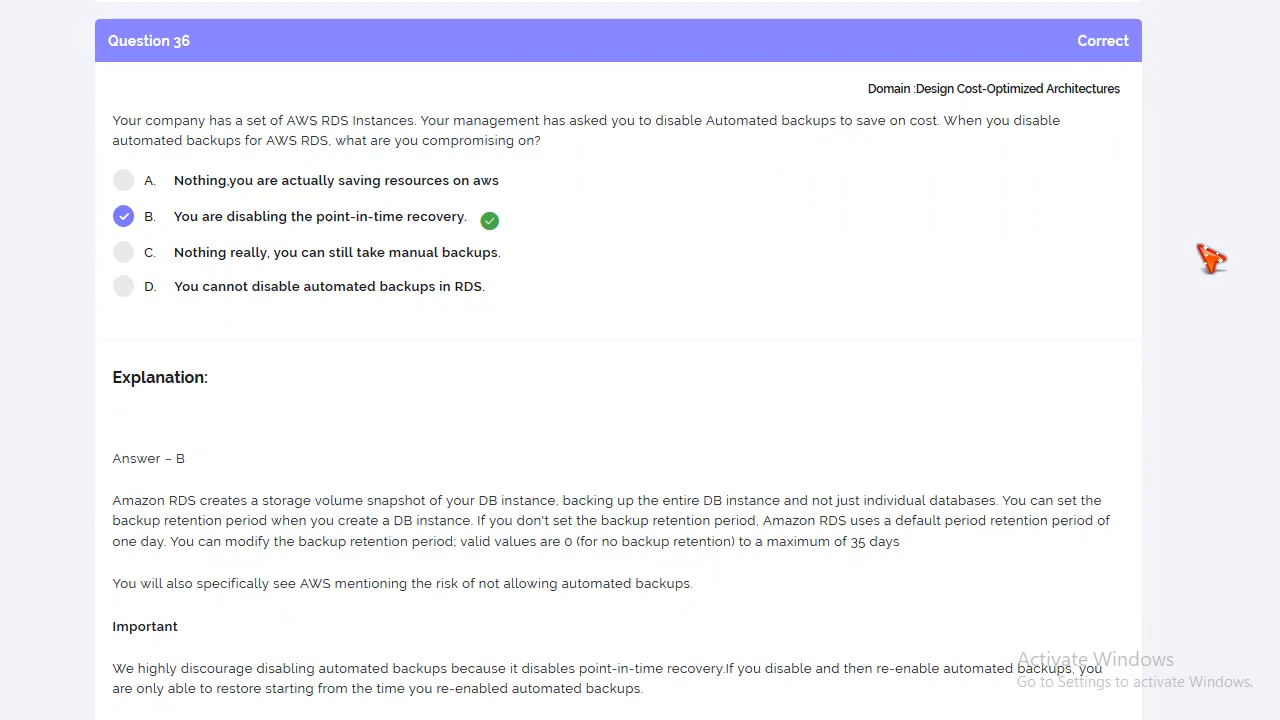 Question 36
Correct
Domain :Design Cost-Optimized Architectures
Your company has a set of AWS RDS Instances. Your management has asked you to disable Automated backups to save on cost. When you disable
automated backups for AWS RDS, what are you compromising on?
A. Nothing,you are actually saving resources on aws
B. You are disabling the point-in-time recovery.
C. Nothing really, you can still take manual backups.
D. You cannot disable automated backups in RDS.
Explanation:
Answer – B
Amazon RDS creates a storage volume snapshot of your DB instance, backing up the entire DB instance and not just individual databases. You can set the
backup retention period when you create a DB instance. If you don't set the backup retention period, Amazon RDS uses a default period retention period of
one day. You can modify the backup retention period; valid values are 0 (for no backup retention) to a maximum of 35 days
You will also specifically see AWS mentioning the risk of not allowing automated backups.
Important
We highly discourage disabling automated backups because it disables point-in-time recovery.If you disable and then re-enable automated backups, you
are only able to restore starting from the time you re-enabled automated backups.
Activate Windows
Go to Settings to activate Windows.